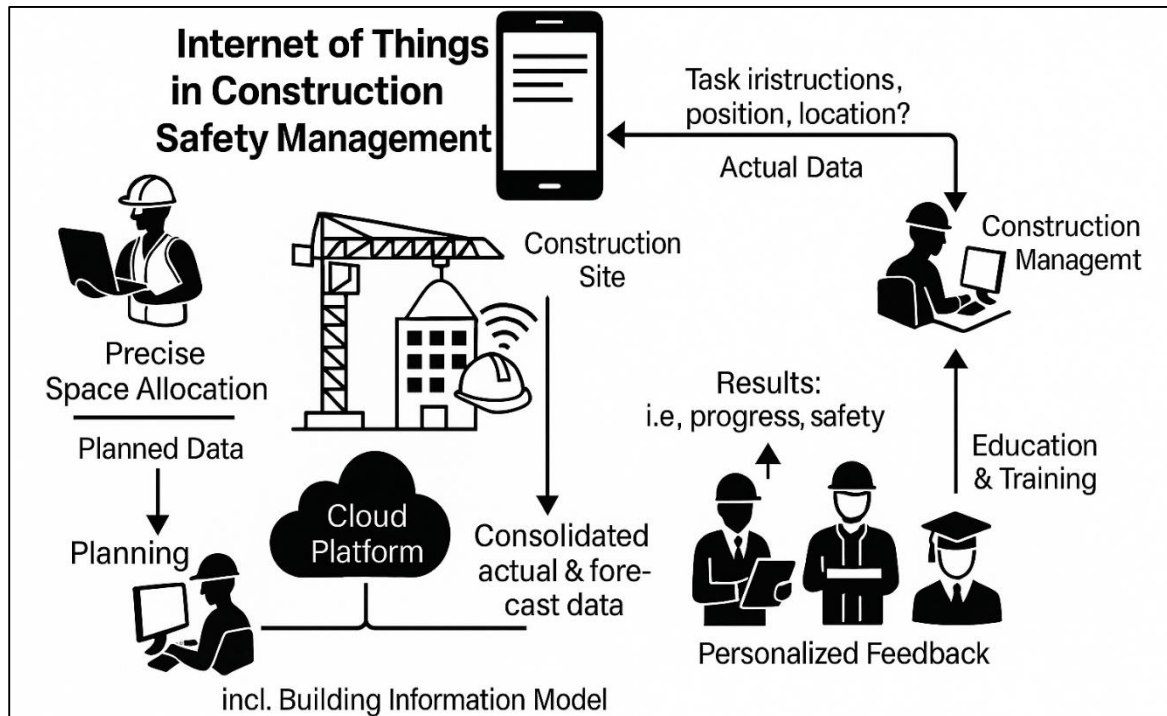 Internet of Things
in Construction
Safety Management
Task iristructions,
position, location?
Actual Data
Construction
Managemt
Construction
Site
Precise
Space Allocation
Planned Data
Planning
Cloud
Platform
Consolidated
actual & fore-
cast data
incl. Building Information Model
Results:
i.e, progress, safety
Education
& Training
Personalized Feedback